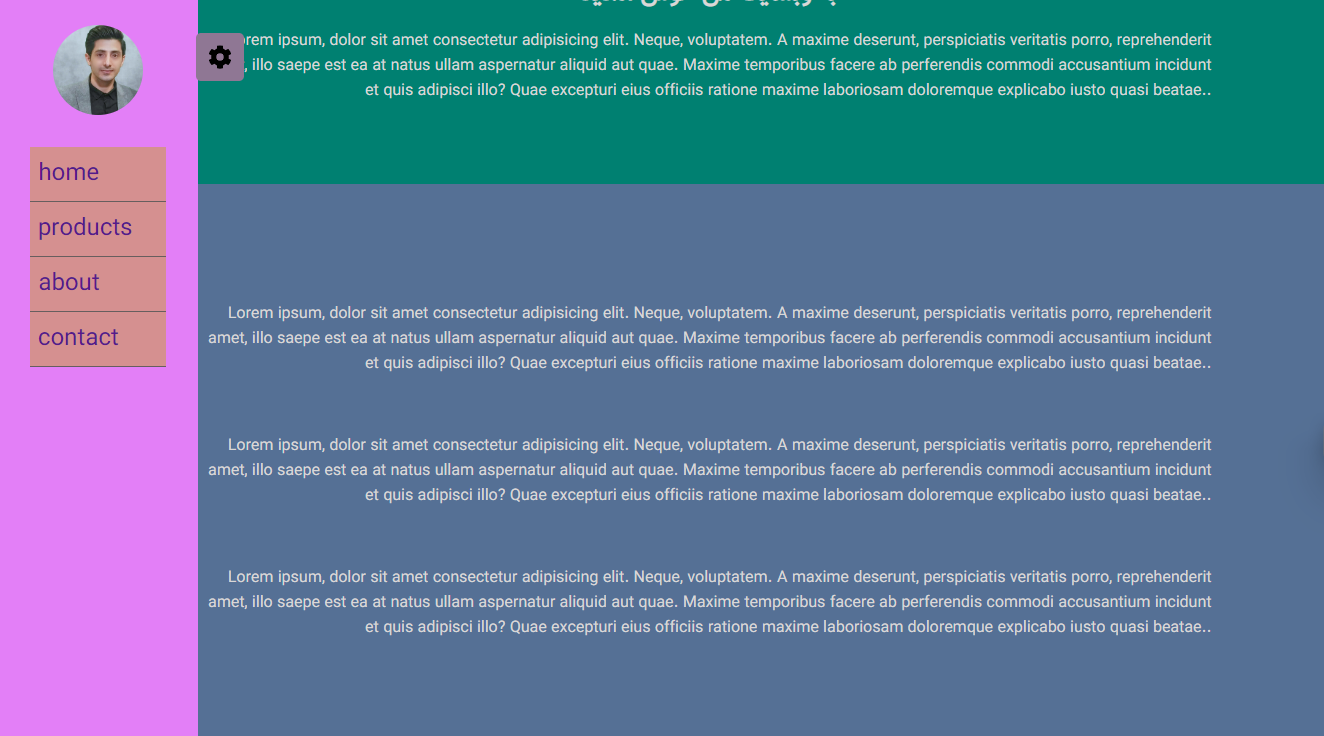 home
products
about
contact
orem ipsum, dolor sit amet consectetur adipisicing elit. Neque, voluptatem. A maxime deserunt, perspiciatis veritatis porro, reprehenderit
, illo saepe est ea at natus ullam aspernatur aliquid aut quae. Maxime temporibus facere ab perferendis commodi accusantium incidunt
et quis adipisci illo? Quae excepturi eius officiis ratione maxime laboriosam doloremque explicabo iusto quasi beatae..
Lorem ipsum, dolor sit amet consectetur adipisicing elit. Neque, voluptatem. A maxime deserunt, perspiciatis veritatis porro, reprehenderit
amet, illo saepe est ea at natus ullam aspernatur aliquid aut quae. Maxime temporibus facere ab perferendis commodi accusantium incidunt
et quis adipisci illo? Quae excepturi eius officiis ratione maxime laboriosam doloremque explicabo iusto quasi beatae..
Lorem ipsum, dolor sit amet consectetur adipisicing elit. Neque, voluptatem. A maxime deserunt, perspiciatis veritatis porro, reprehenderit
amet, illo saepe est ea at natus ullam aspernatur aliquid aut quae. Maxime temporibus facere ab perferendis commodi accusantium incidunt
et quis adipisci illo? Quae excepturi eius officiis ratione maxime laboriosam doloremque explicabo iusto quasi beatae..
Lorem ipsum, dolor sit amet consectetur adipisicing elit. Neque, voluptatem. A maxime deserunt, perspiciatis veritatis porro, reprehenderit
amet, illo saepe est ea at natus ullam aspernatur aliquid aut quae. Maxime temporibus facere ab perferendis commodi accusantium incidunt
et quis adipisci illo? Quae excepturi eius officiis ratione maxime laboriosam doloremque explicabo iusto quasi beatae..